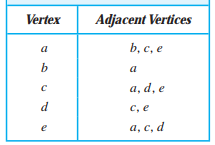 Vertex Adjacent Vertices
a b, c, e
b a
c a, d, e
d c, e
e a, c, d